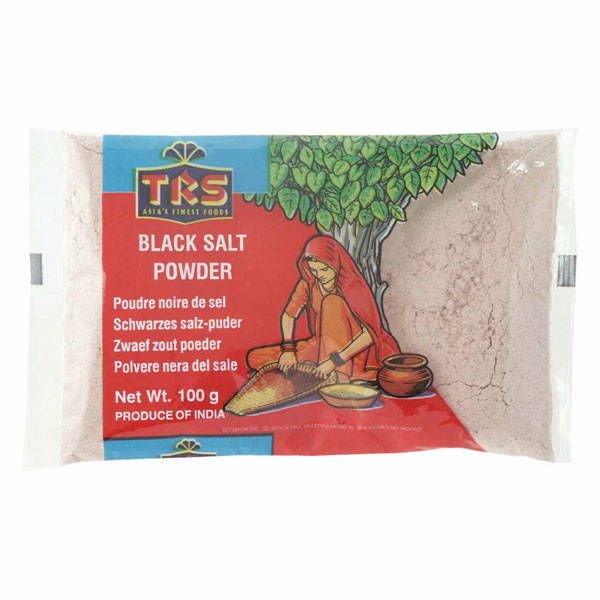 TRS
ASIA'S FINEST FOODS
BLACK SALT
POWDER
Poudre noire de sel
Schwarzes salz-puder
Zwaef zout poeder
Polvere nera del sale
Net Wt. 100 g
PRODUCE OF INDIA